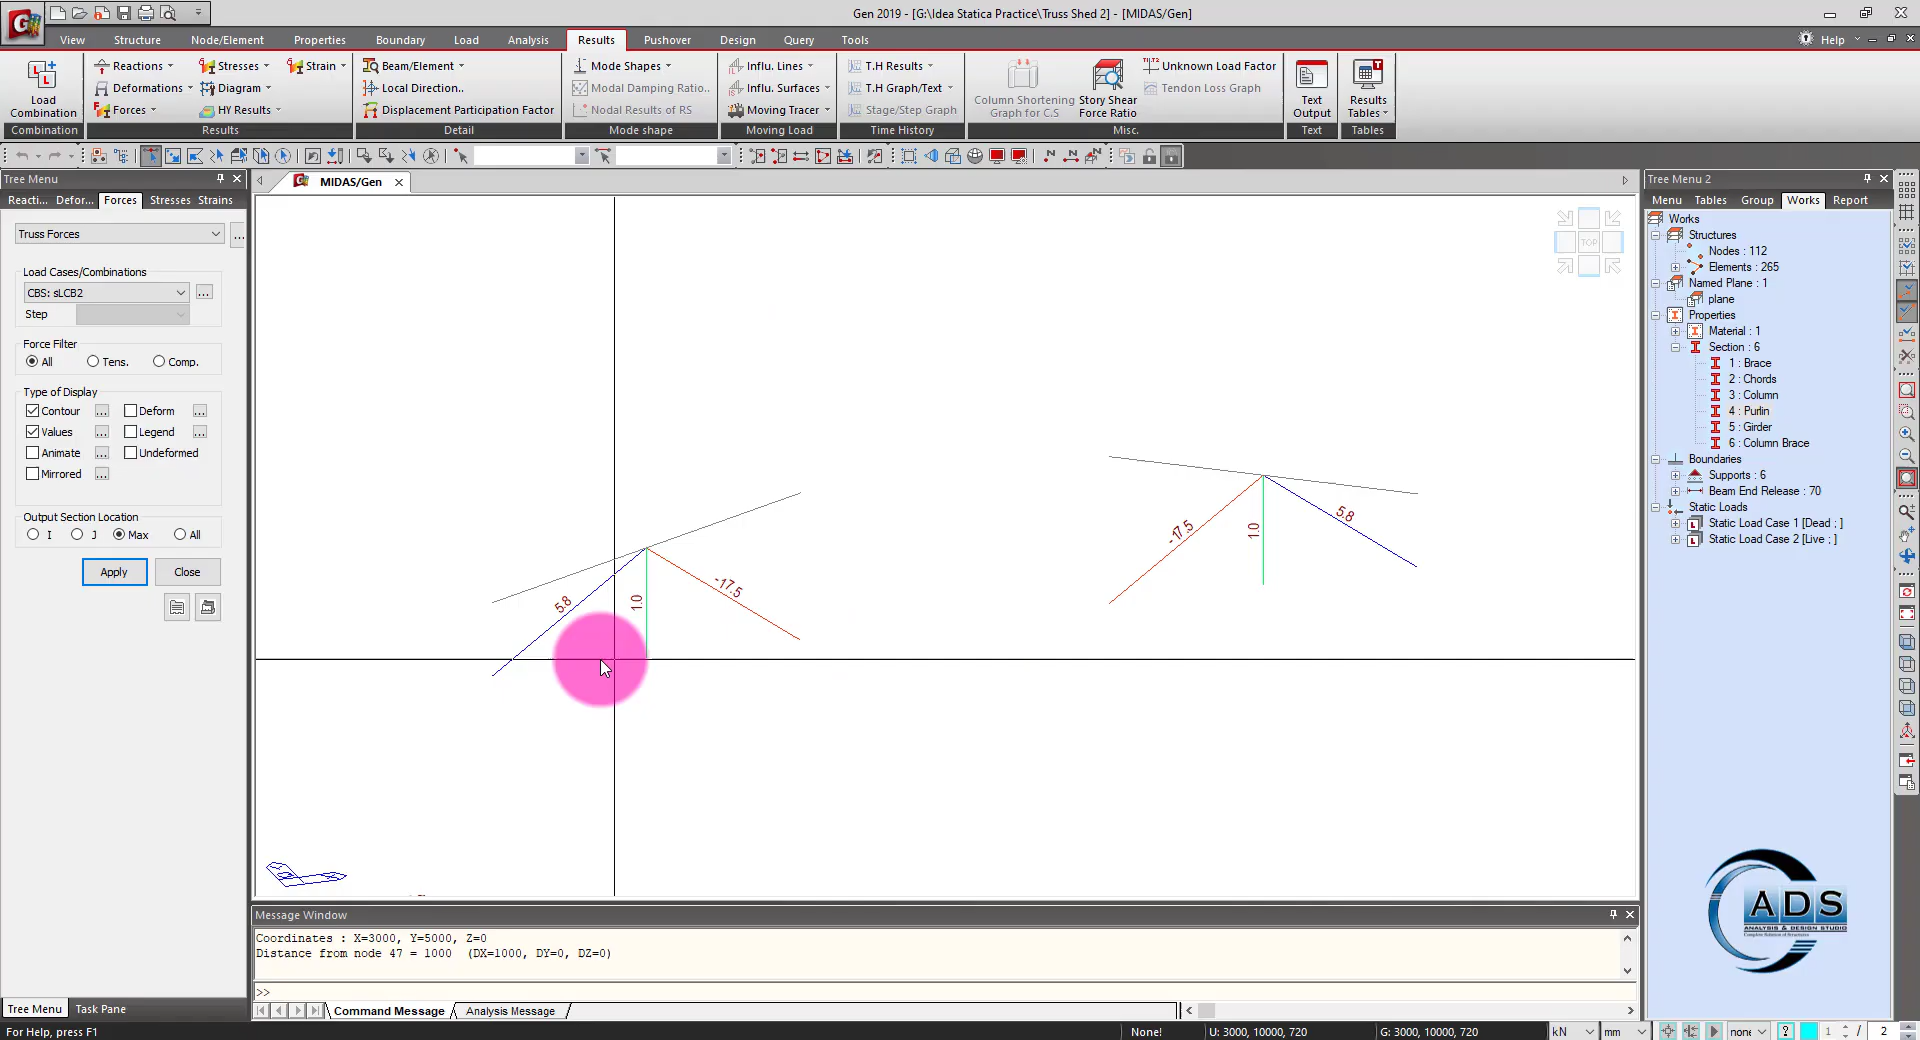 Gen 2019 - [G:\Idea Statica Practice\Truss Shed 2] - [MIDAS/Gen]
View Structure Node/Element Properties Boundary Load Analysis Results Pushover Design Query Tools Help
Load Combination
Reactions
Deformations
Forces
Stresses
Diagram
HY Results
Strain
Beam/Element
Local Direction..
Displacement Participation Factor
Mode Shapes
Modal Damping Ratio..
Nodal Results of RS
Influ. Lines
Influ. Surfaces
Moving Tracer
T.H Results
T.H Graph/Text
Stage/Step Graph
Column Shortening Graph for C.S
Story Shear Force Ratio
Unknown Load Factor
Tendon Loss Graph
Text Output
Results Tables
Combination Results Detail Mode shape Moving Load Time History Misc. Text Tables
Tree Menu
Reacti... Defor... Forces Stresses Strains
Truss Forces
Load Cases/Combinations
CBS: sLCB2
Step
Force Filter
All Tens. Comp.
Type of Display
Contour Deform
Values Legend
Animate Undeformed
Mirrored
Output Section Location
I J Max All
Apply Close
Tree Menu Task Pane
MIDAS/Gen
TOP
5.8
1.0
-17.5
-17.5
1.0
5.8
Message Window
Coordinates : X=3000, Y=5000, Z=0
Distance from node 47 = 1000 (DX=1000, DY=0, DZ=0)
>>
Command Message Analysis Message
Tree Menu 2
Menu Tables Group Works Report
Works
Structures
Nodes : 112
Elements : 265
Named Plane : 1
plane
Properties
Material : 1
Section : 6
1 : Brace
2 : Chords
3 : Column
4 : Purlin
5 : Girder
6 : Column Brace
Boundaries
Supports : 6
Beam End Release : 70
Static Loads
Static Load Case 1 [Dead ; ]
Static Load Case 2 [Live ; ]
ADS
ANALYSIS & DESIGN STUDIO
For Help, press F1
None! U: 3000, 10000, 720 G: 3000, 10000, 720 kN mm none ? 1 / 2